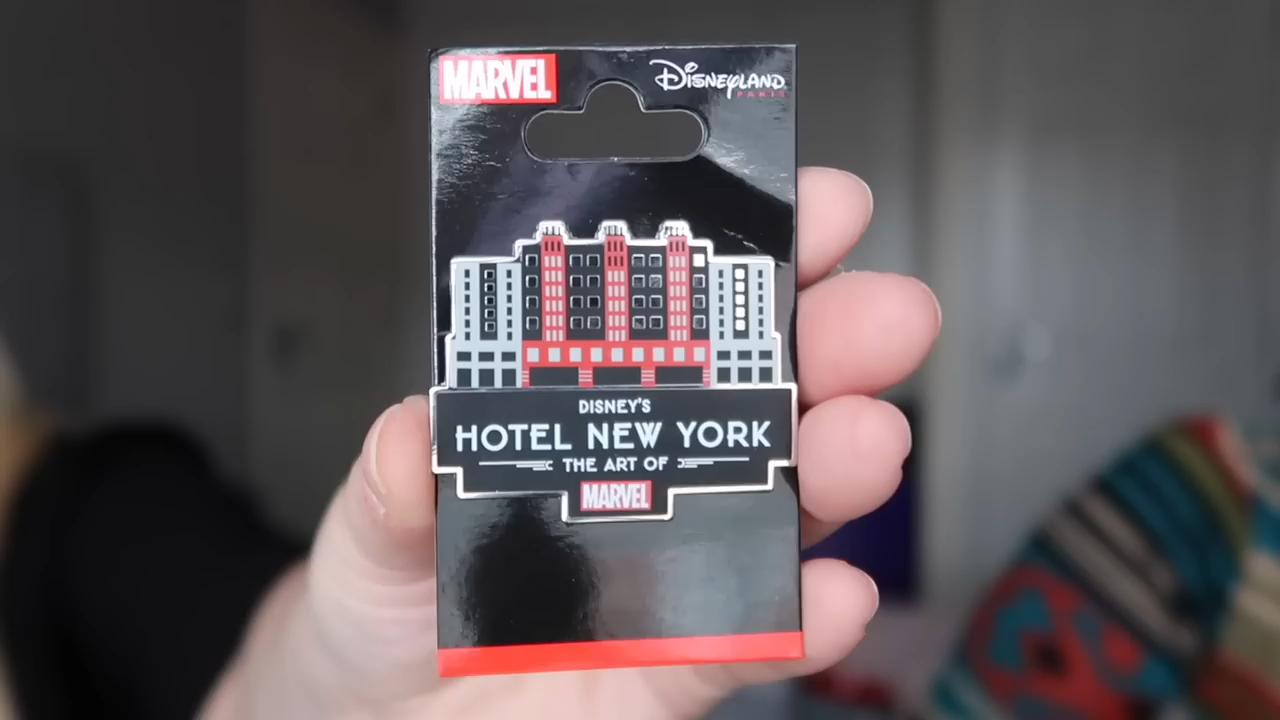 MARVEL
DISNEYLAND
PARIS
DISNEY'S
HOTEL NEW YORK
THE ART OF
MARVEL